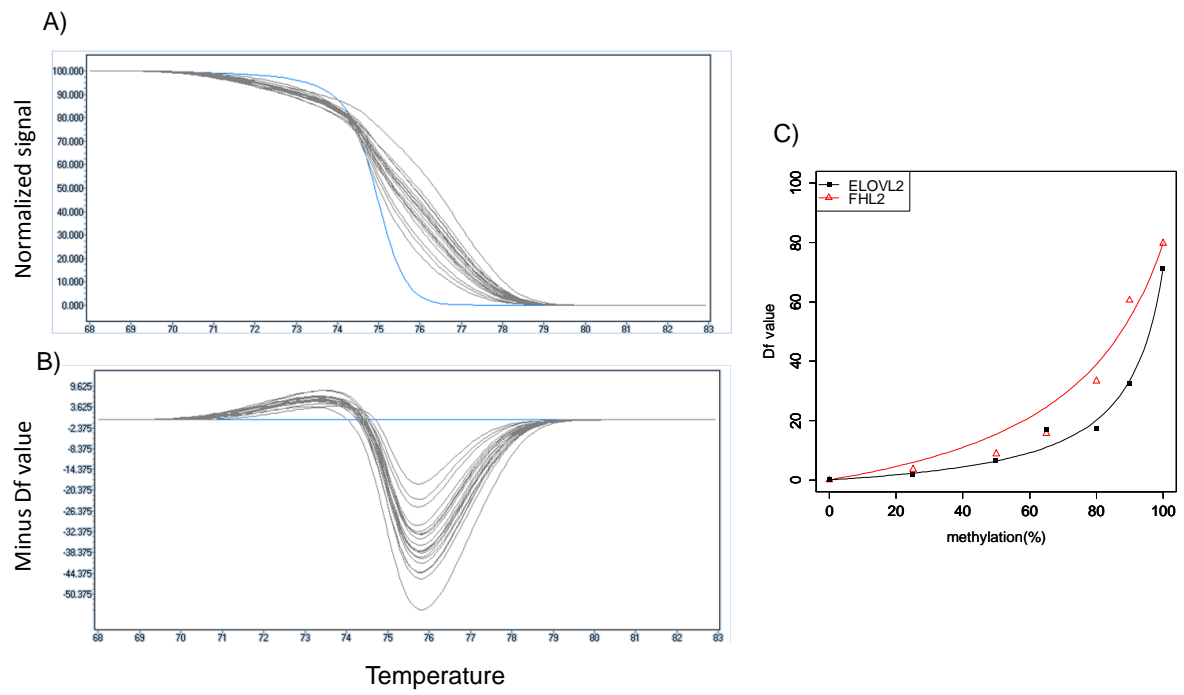 A)
Normalized signal
100.000
90.000
80.000
70.000
60.000
50.000
40.000
30.000
20.000
10.000
0.000
68 69 70 71 72 73 74 75 76 77 78 79 80 81 82 83
B)
Minus Df value
9.625
3.625
-2.375
-8.375
-14.375
-20.375
-26.375
-32.375
-38.375
-44.375
-50.375
68 69 70 71 72 73 74 75 76 77 78 79 80 81 82 83
Temperature
C)
ELOVL2
FHL2
Df value
100
80
60
40
20
0
0 20 40 60 80 100
methylation(%)